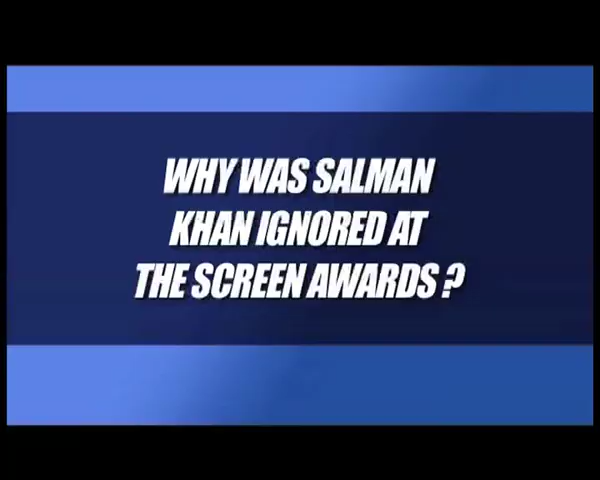 WHY WAS SALMAN
KHAN IGNORED AT
THE SCREEN AWARDS ?